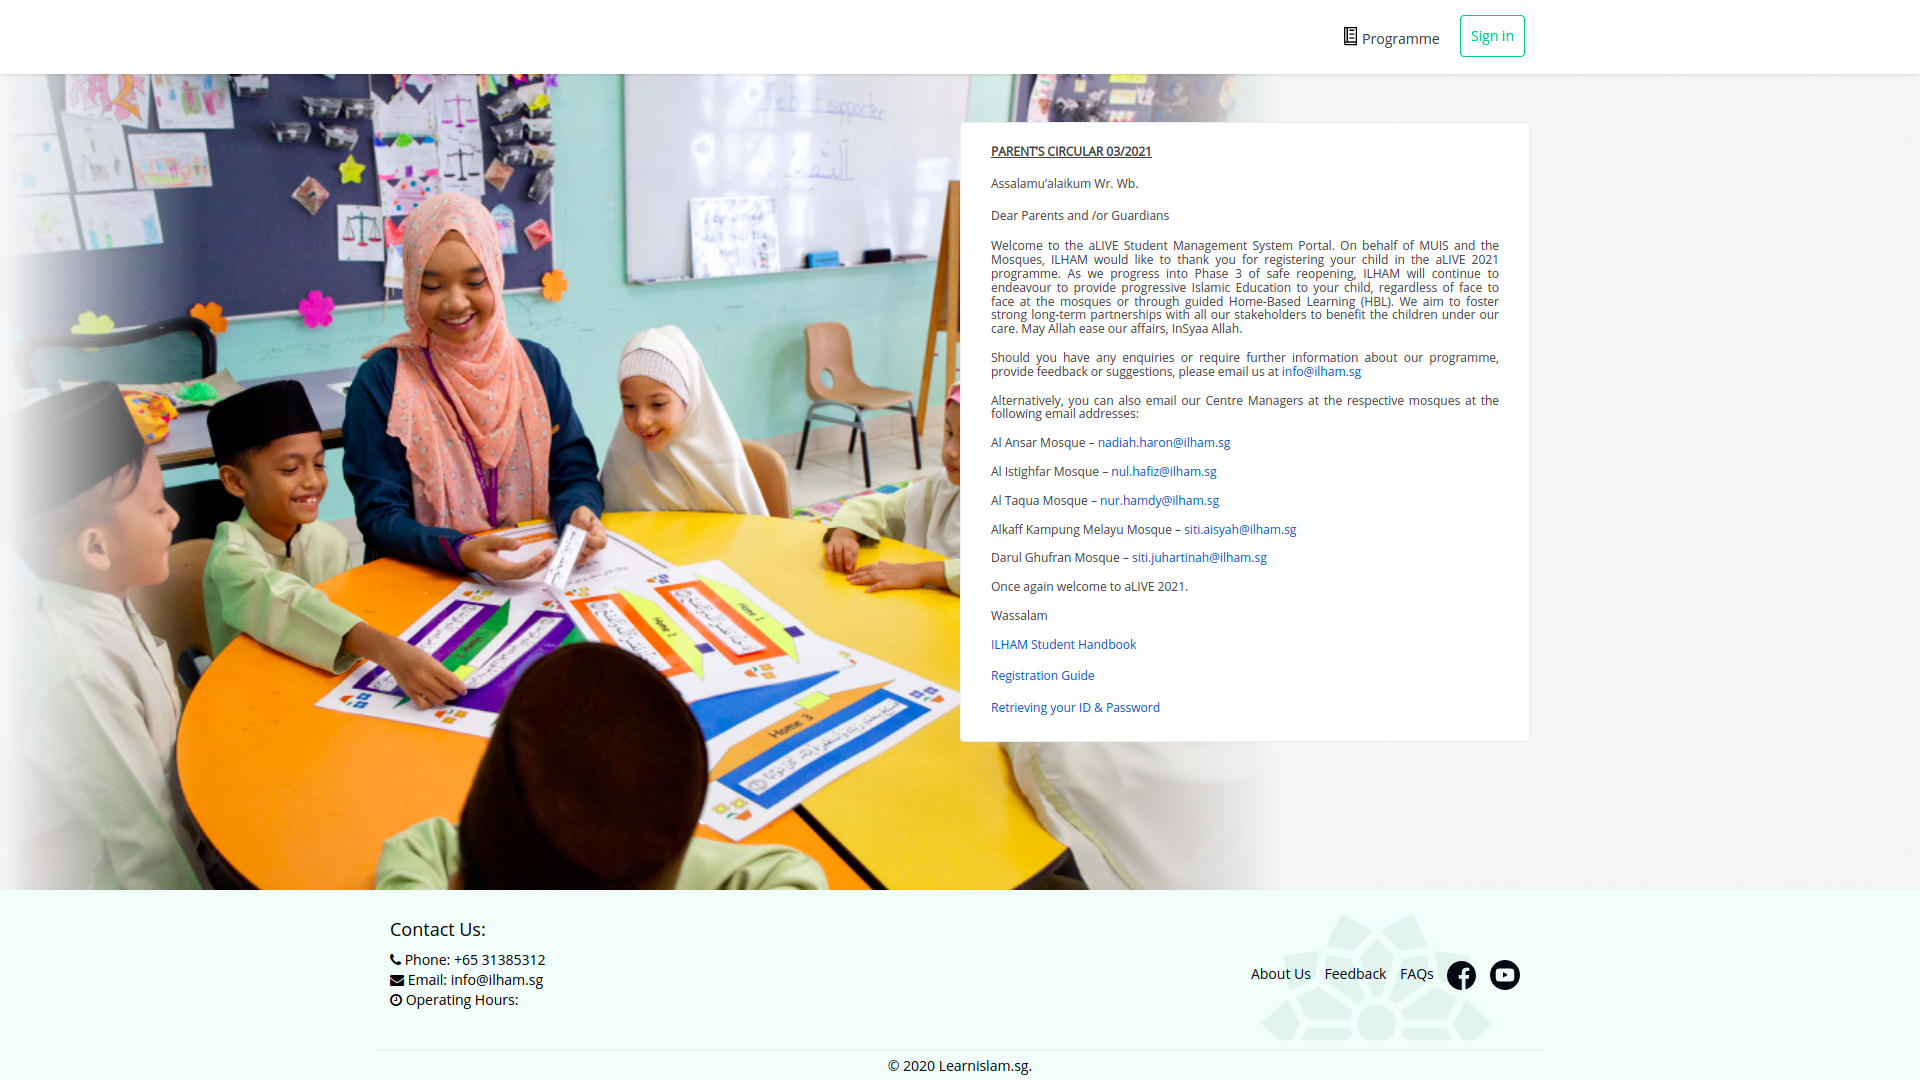 Programme
Sign in
The best supporter
PARENT'S CIRCULAR 03/2021
Assalamu'alaikum Wr. Wb.
Dear Parents and /or Guardians
Welcome to the aLIVE Student Management System Portal. On behalf of MUIS and the
Mosques, ILHAM would like to thank you for registering your child in the aLIVE 2021
programme. As we progress into Phase 3 of safe reopening, ILHAM will continue to
endeavour to provide progressive Islamic Education to your child, regardless of face to
face at the mosques or through guided Home-Based Learning (HBL). We aim to foster
strong long-term partnerships with all our stakeholders to benefit the children under our
care. May Allah ease our affairs, InSyaa Allah.
Should you have any enquiries or require further information about our programme,
provide feedback or suggestions, please email us at info@ilham.sg
Alternatively, you can also email our Centre Managers at the respective mosques at the
following email addresses:
Al Ansar Mosque – nadiah.haron@ilham.sg
Al Istighfar Mosque – nul.hafiz@ilham.sg
Al Taqua Mosque – nur.hamdy@ilham.sg
Alkaff Kampung Melayu Mosque – siti.aisyah@ilham.sg
Darul Ghufran Mosque – siti.juhartinah@ilham.sg
Once again welcome to aLIVE 2021.
Wassalam
ILHAM Student Handbook
Registration Guide
Retrieving your ID & Password
Home 2
Home 3
Contact Us:
Phone: +65 31385312
Email: info@ilham.sg
Operating Hours:
About Us Feedback FAQs
© 2020 Learnislam.sg.